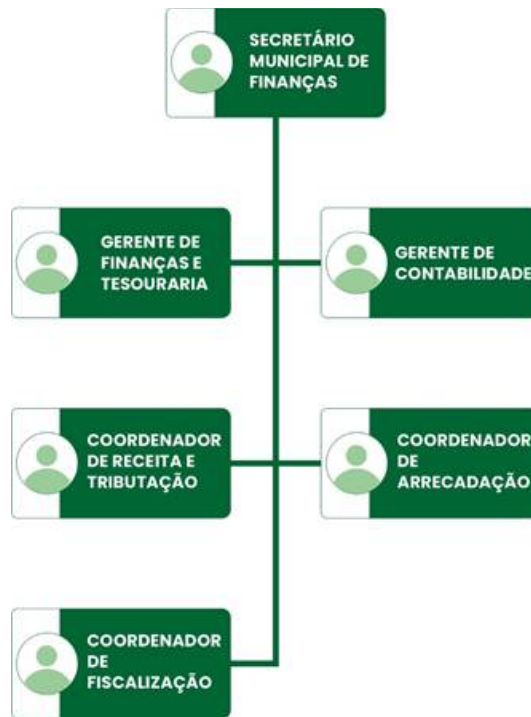 SECRETÁRIO
MUNICIPAL DE
FINANÇAS
GERENTE DE
FINANÇAS E
TESOURARIA
GERENTE DE
CONTABILIDADE
COORDENADOR
DE RECEITA E
TRIBUTAÇÃO
COORDENADOR
DE
ARRECADAÇÃO
COORDENADOR
DE
FISCALIZAÇÃO